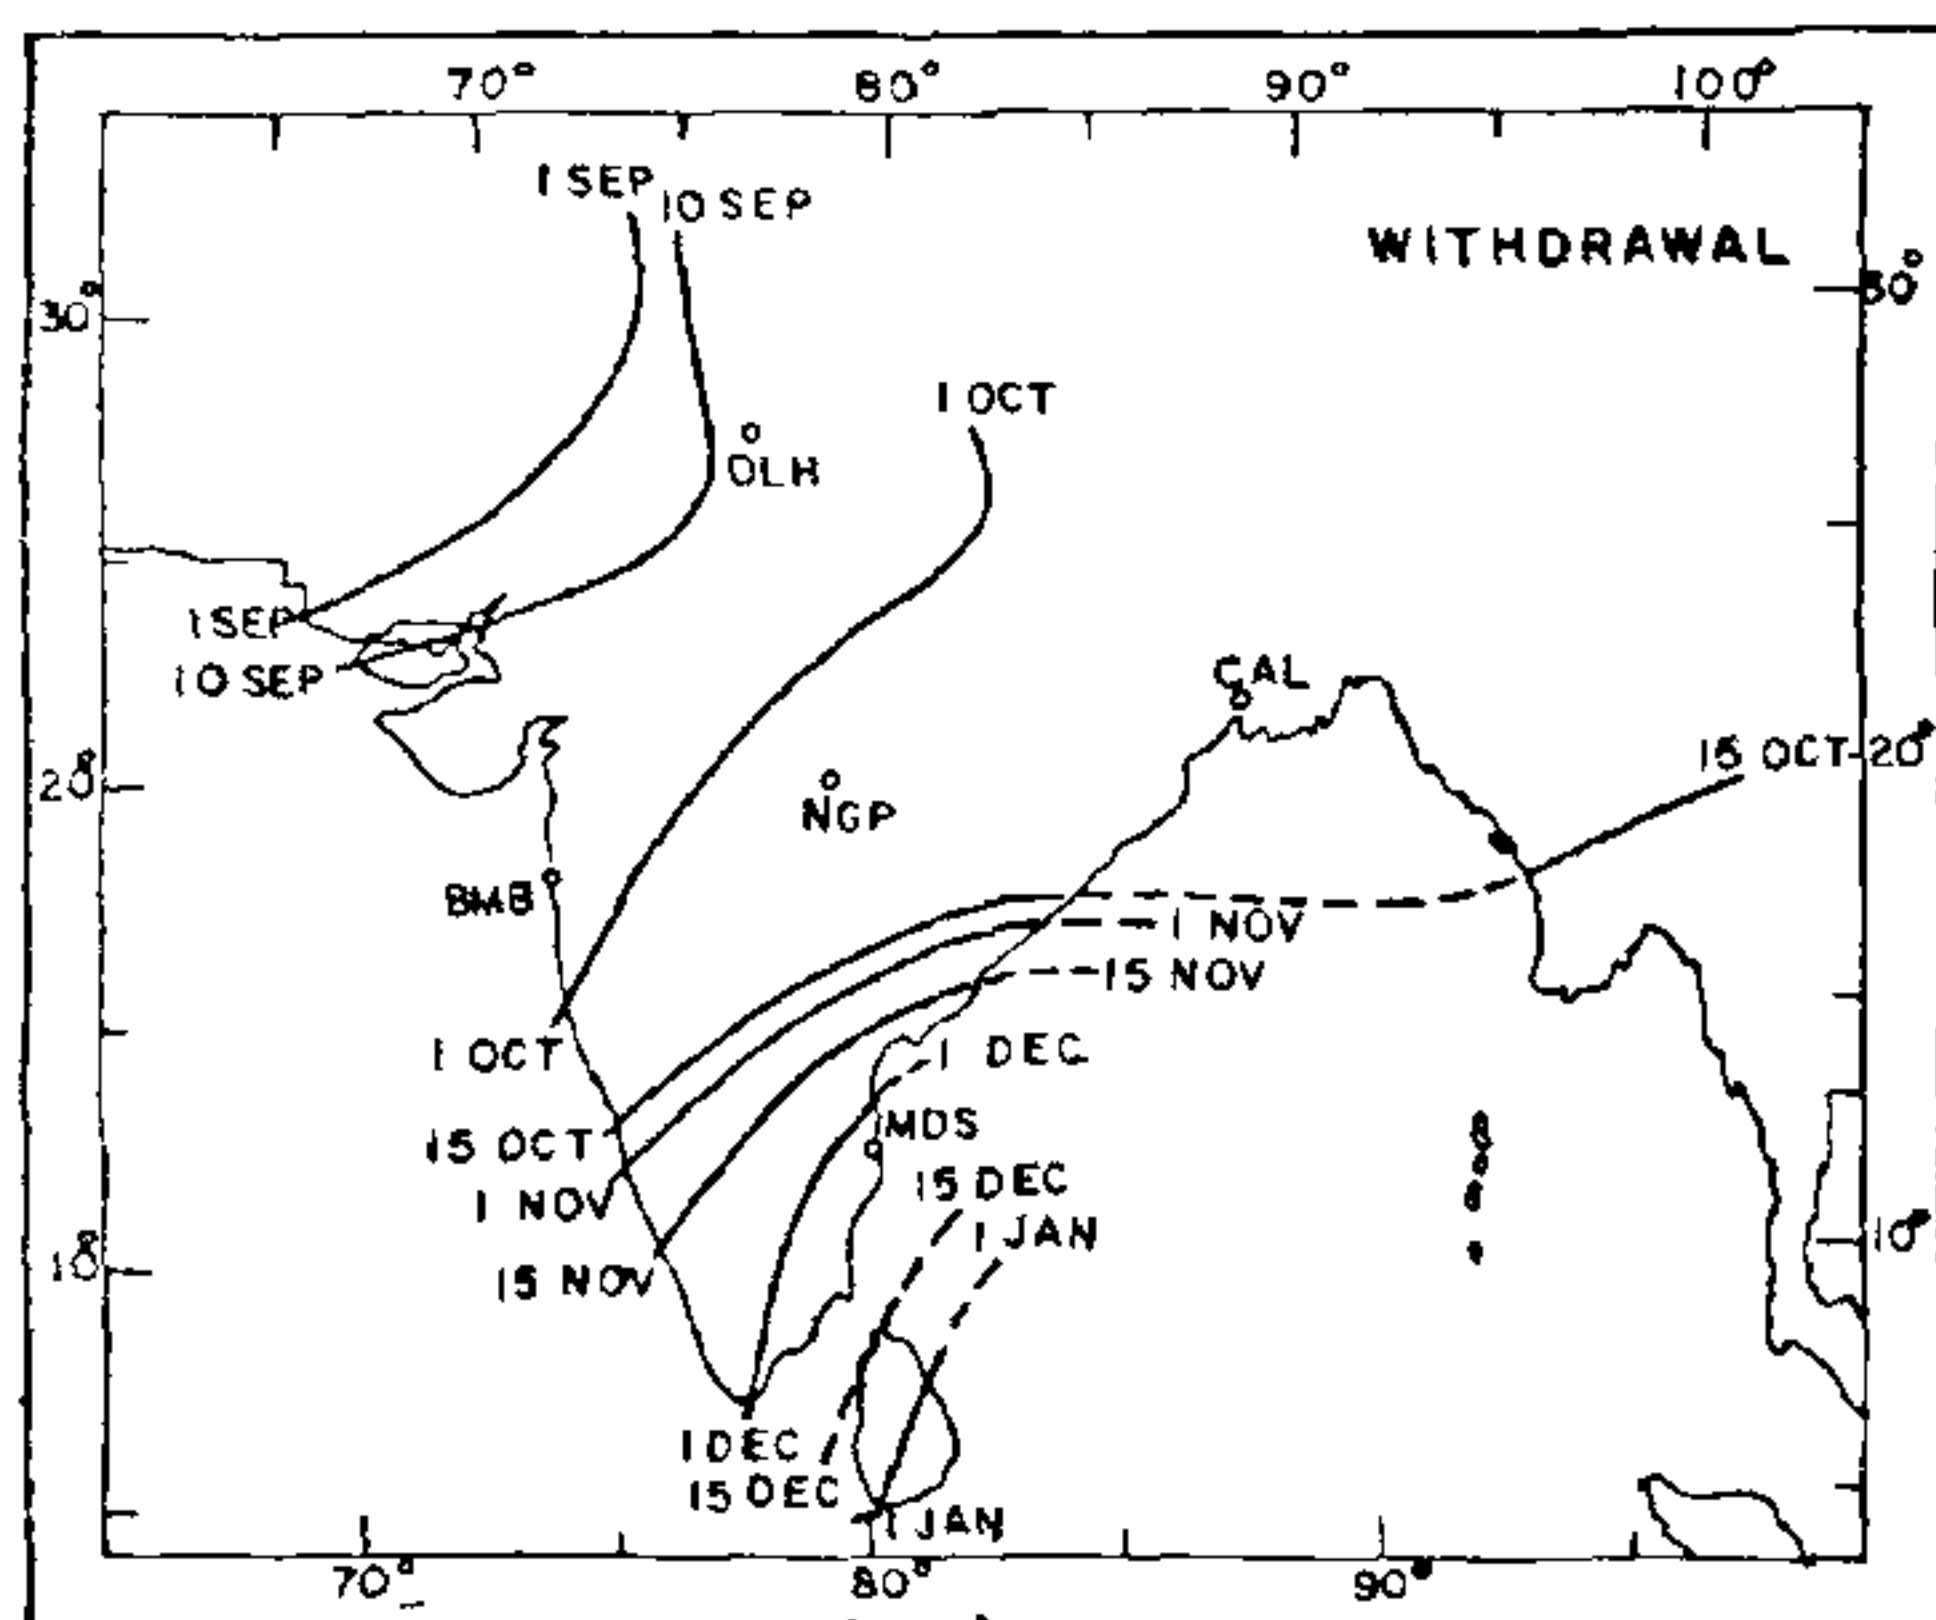 70° 80° 90° 100°
1 SEP 10 SEP
WITHDRAWAL
30° 30°
1 OCT
DLH
1 SEP
10 SEP
CAL
15 OCT 20°
20°
NGP
BMB
1 NOV
15 NOV
1 OCT
1 DEC
MDS
15 OCT
15 DEC
1 NOV
1 JAN
10° 10°
15 NOV
1 DEC
15 DEC
1 JAN
70° 80° 90°